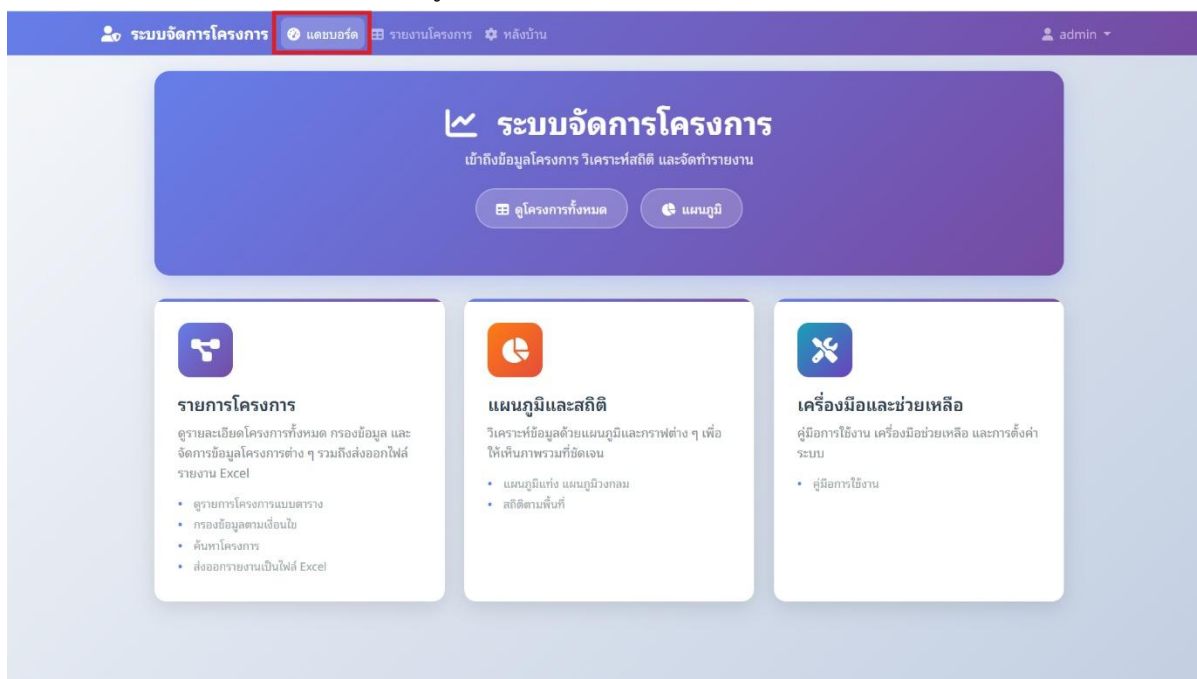 ระบบจัดการโครงการ แดชบอร์ด รายงานโครงการ หลังบ้าน admin
ระบบจัดการโครงการ
เข้าถึงข้อมูลโครงการ วิเคราะห์สถิติ และจัดทำรายงาน
ดูโครงการทั้งหมด แผนภูมิ
รายการโครงการ
ดูรายละเอียดโครงการทั้งหมด กรองข้อมูล และ
จัดการข้อมูลโครงการต่าง ๆ รวมถึงส่งออกไฟล์
รายงาน Excel
• ดูรายการโครงการแบบตาราง
• กรองข้อมูลตามเงื่อนไข
• ค้นหาโครงการ
• ส่งออกรายงานเป็นไฟล์ Excel
แผนภูมิและสถิติ
วิเคราะห์ข้อมูลด้วยแผนภูมิและกราฟต่าง ๆ เพื่อ
ให้เห็นภาพรวมที่ชัดเจน
• แผนภูมิแท่ง แผนภูมิวงกลม
• สถิติตามพื้นที่
เครื่องมือและช่วยเหลือ
คู่มือการใช้งาน เครื่องมือช่วยเหลือ และการตั้งค่า
ระบบ
• คู่มือการใช้งาน